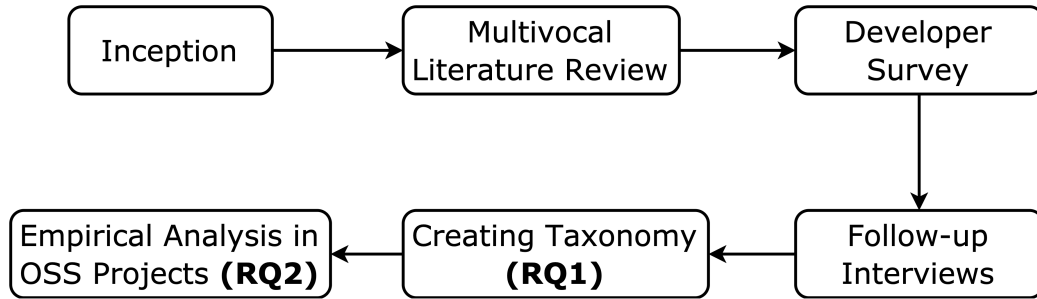 Inception
Multivocal
Literature Review
Developer
Survey
Follow-up
Interviews
Creating Taxonomy
(RQ1)
Empirical Analysis in
OSS Projects (RQ2)